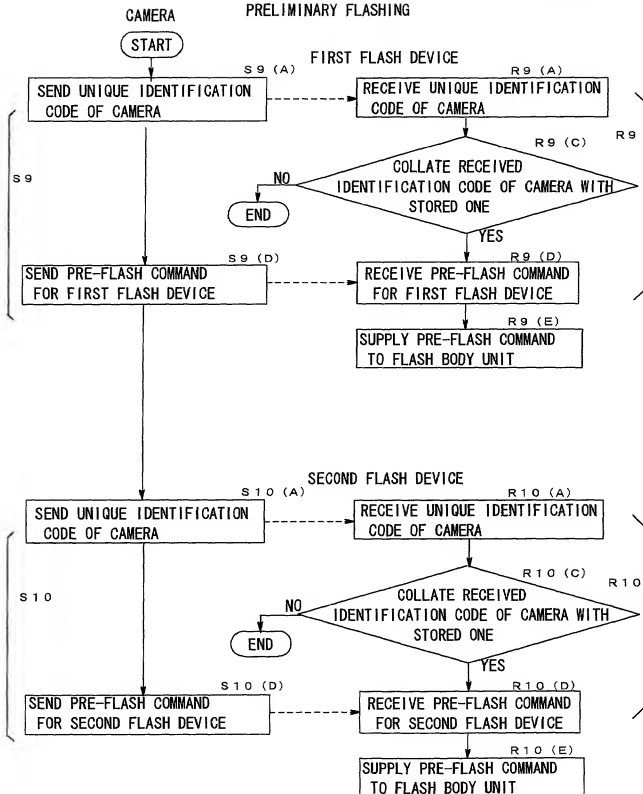 PRELIMINARY FLASHING
CAMERA
START
FIRST FLASH DEVICE
S9 (A)
SEND UNIQUE IDENTIFICATION
CODE OF CAMERA
R9 (A)
RECEIVE UNIQUE IDENTIFICATION
CODE OF CAMERA
R9
S9
R9 (C)
COLLATE RECEIVED
IDENTIFICATION CODE OF CAMERA WITH
STORED ONE
NO
END
YES
S9 (D)
SEND PRE-FLASH COMMAND
FOR FIRST FLASH DEVICE
R9 (D)
RECEIVE PRE-FLASH COMMAND
FOR FIRST FLASH DEVICE
R9 (E)
SUPPLY PRE-FLASH COMMAND
TO FLASH BODY UNIT
SECOND FLASH DEVICE
S10 (A)
SEND UNIQUE IDENTIFICATION
CODE OF CAMERA
R10 (A)
RECEIVE UNIQUE IDENTIFICATION
CODE OF CAMERA
R10
S10
R10 (C)
COLLATE RECEIVED
IDENTIFICATION CODE OF CAMERA WITH
STORED ONE
NO
END
YES
S10 (D)
SEND PRE-FLASH COMMAND
FOR SECOND FLASH DEVICE
R10 (D)
RECEIVE PRE-FLASH COMMAND
FOR SECOND FLASH DEVICE
R10 (E)
SUPPLY PRE-FLASH COMMAND
TO FLASH BODY UNIT